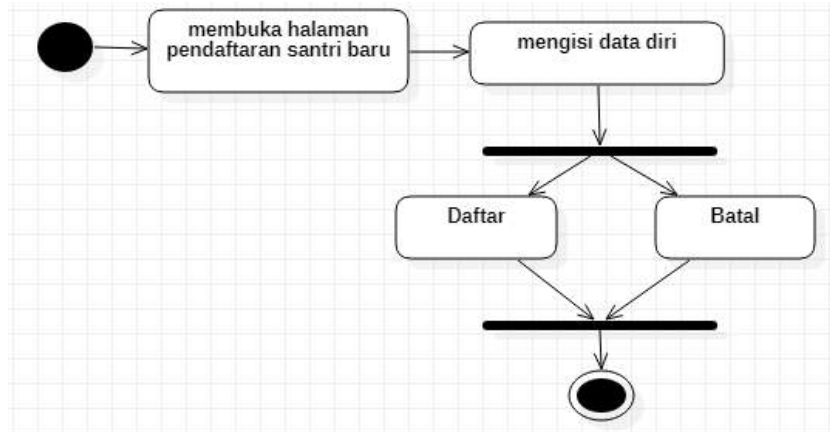 membuka halaman
pendaftaran santri baru
mengisi data diri
Daftar
Batal